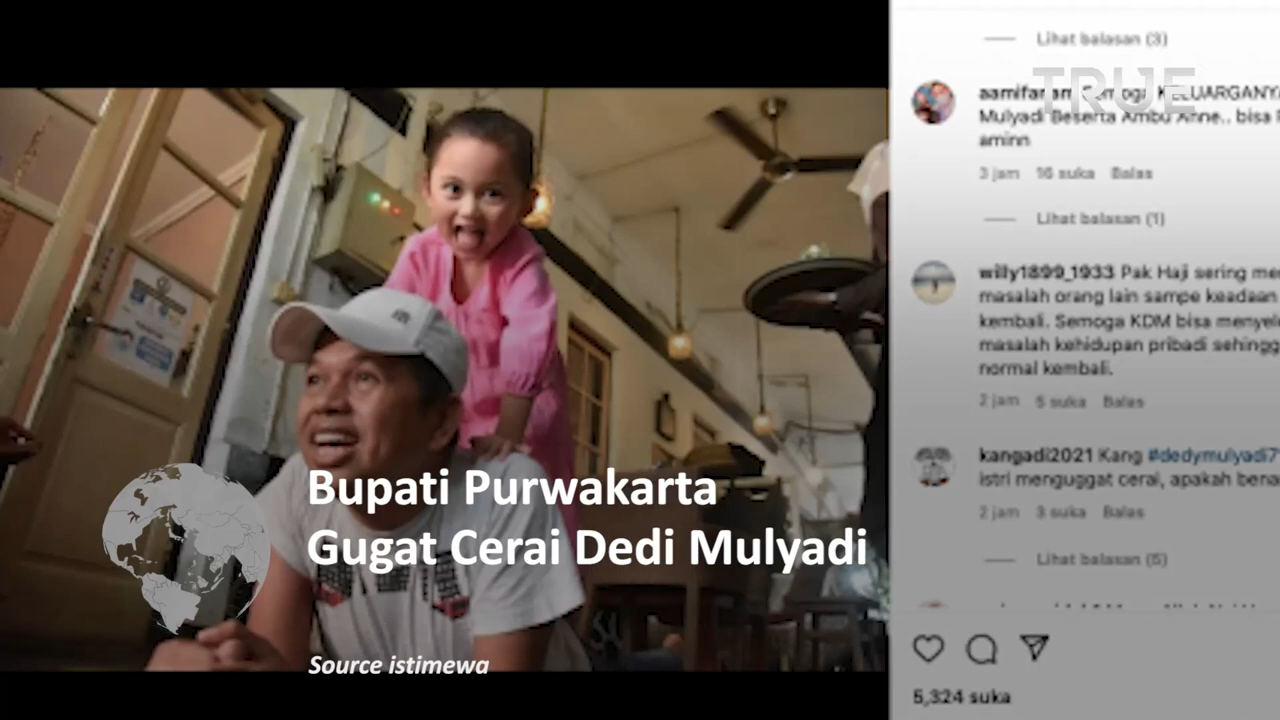 Bupati Purwakarta
Gugat Cerai Dedi Mulyadi
Source istimewa
TRUE
Lihat balasan (3)
Mulyadi Beserta Ambu Anne.. bisa
aminn
3 jam 16 suka Balas
Lihat balasan (1)
willy1899_1933 Pak Haji sering
masalah orang lain sampe keadaan
kembali. Semoga KDM bisa
masalah kehidupan pribadi
normal kembali.
2 jam 5 suka Balas
kangadi2021 Kang #dedymulyadi7
istri menguggat cerai, apakah
2 jam 3 suka Balas
Lihat balasan (5)
5,324 suka